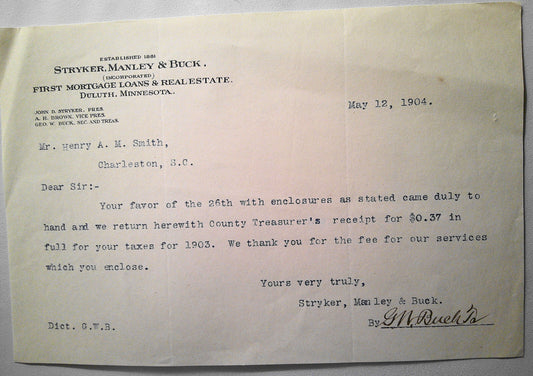 ESTABLISHED 1881
STRYKER, MANLEY & BUCK.
(INCORPORATED)
FIRST MORTGAGE LOANS & REAL ESTATE.
DULUTH, MINNESOTA.
JOHN D. STRYKER, PRES.
A. H. BROWN, VICE PRES.
GEO. W. BUCK, SEC. AND TREAS.
May 12, 1904.
Mr. Henry A. M. Smith,
Charleston, S.C.
Dear Sir:-
Your favor of the 26th with enclosures as stated came duly to
hand and we return herewith County Treasurer's receipt for $0.37 in
full for your taxes for 1903. We thank you for the fee for our services
which you enclose.
Yours very truly,
Stryker, Manley & Buck.
Dict. G.W.B.
By G. W. Buck